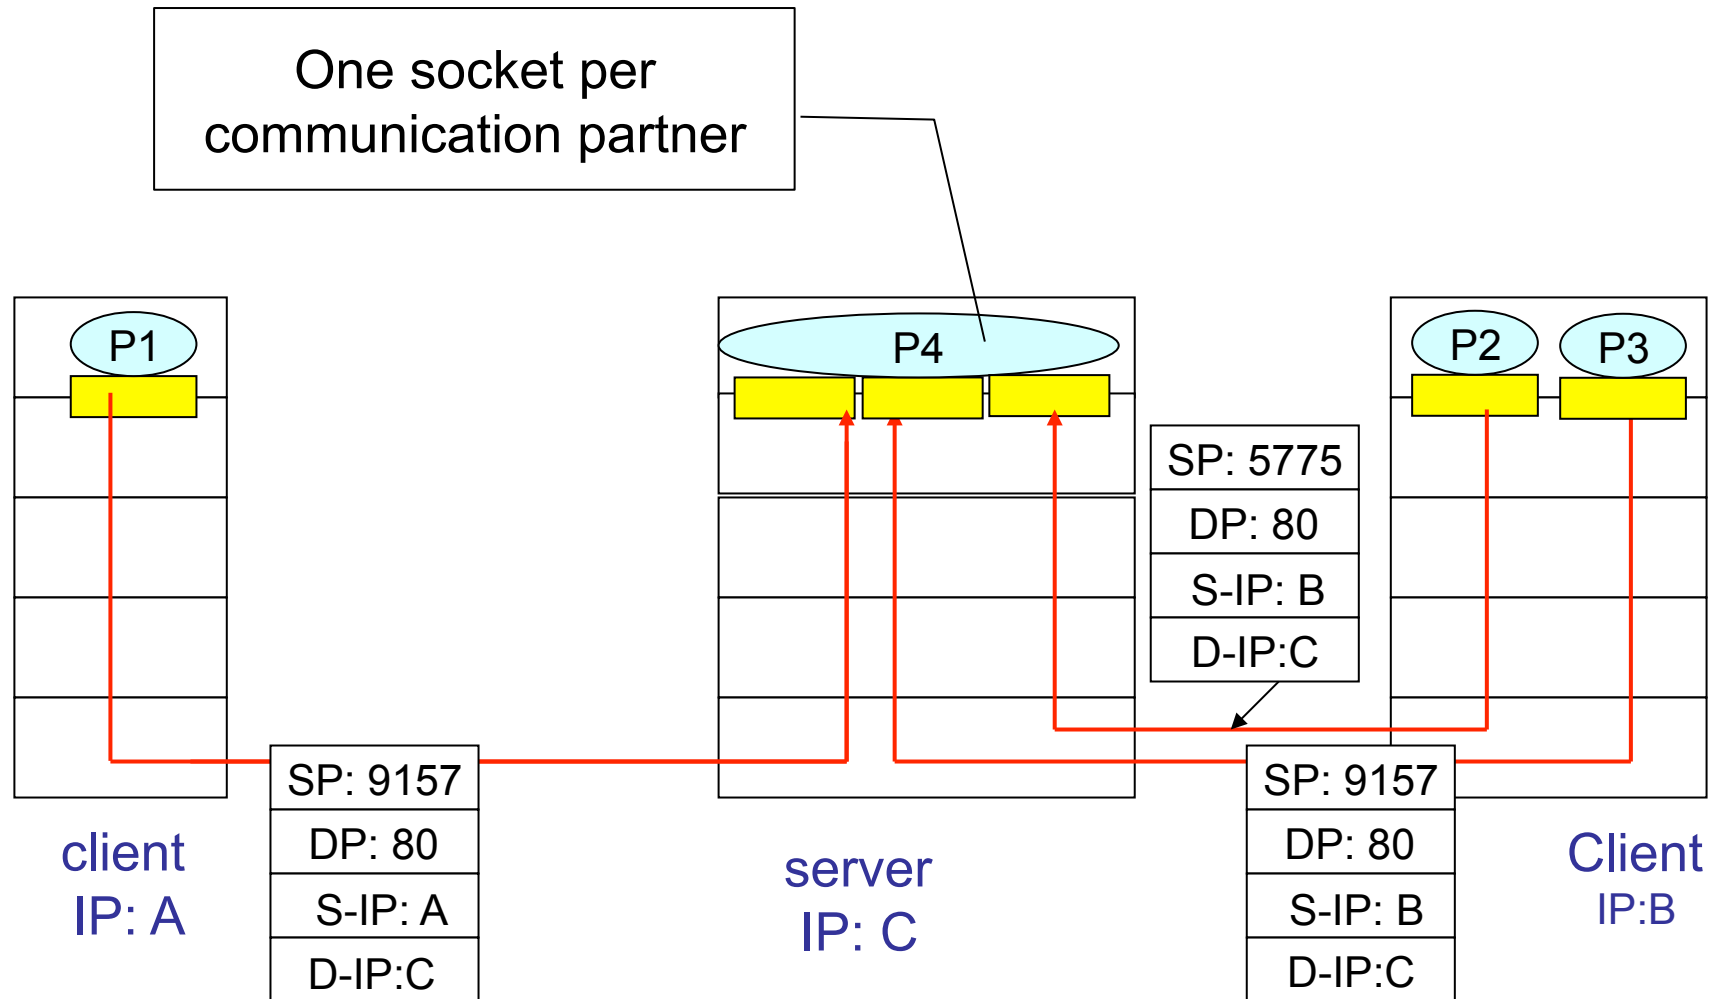 One socket per
communication partner
P1
P4
P2
P3
SP: 5775
DP: 80
S-IP: B
D-IP:C
SP: 9157
DP: 80
S-IP: A
D-IP:C
SP: 9157
DP: 80
S-IP: B
D-IP:C
client
IP: A
server
IP: C
Client
IP:B